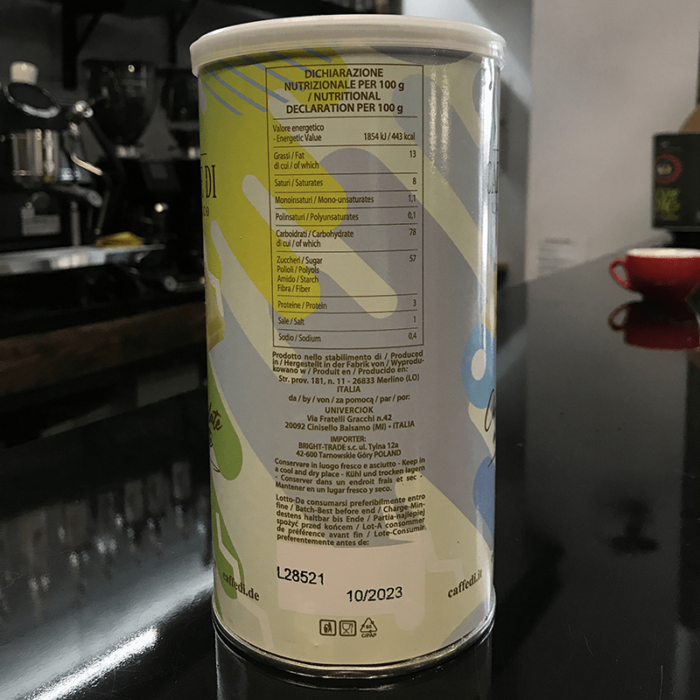 DICHIARAZIONE
NUTRIZIONALE PER 100 g
/ NUTRITIONAL
DECLARATION PER 100 g
Valore energetico
- Energetic Value 1854 kJ / 443 kcal
Grassi / Fat 13
di cui / of which
Saturi / Saturates 8
Monoinsaturi / Mono-unsaturates 1,1
Polinsaturi / Polyunsaturates 0,1
Carboidrati / Carbohydrate 78
di cui / of which
Zuccheri / Sugar 57
Polioli / Polyols
Amido / Starch
Fibra / Fiber
Proteine / Protein 3
Sale / Salt 1
Sodio / Sodium 0,4
Prodotto nello stabilimento di / Produced
in / Hergestellt in der Fabrik von / Wyprodu-
kowano w / Produit en / Producido en:
Str. prov. 181, n. 11 - 26833 Merlino (LO)
ITALIA
da / by / von / za pomocą / par / por:
UNIVERCIOK
Via Fratelli Gracchi n.42
20092 Cinisello Balsamo (MI) • ITALIA
IMPORTER:
BRIGHT-TRADE s.c, ul. Tylna 12a
42-600 Tarnowskie Góry POLAND
Conservare in luogo fresco e asciutto - Keep in
a cool and dry place - Kühl und trocken lagern
- Conserver dans un endroit frais et sec -
Mantener en un lugar fresco y seco.
Lotto-Da consumarsi preferibilmente entro
fine / Batch-Best before end / Charge-Min-
destens haltbar bis Ende / Partia-najlepiej
spożyć przed końcem / Lot-A consommer
de préférence avant fin / Lote-Consumir
preferentemente antes de:
L28521
10/2023
caffedi.de
caffedi.it
DI